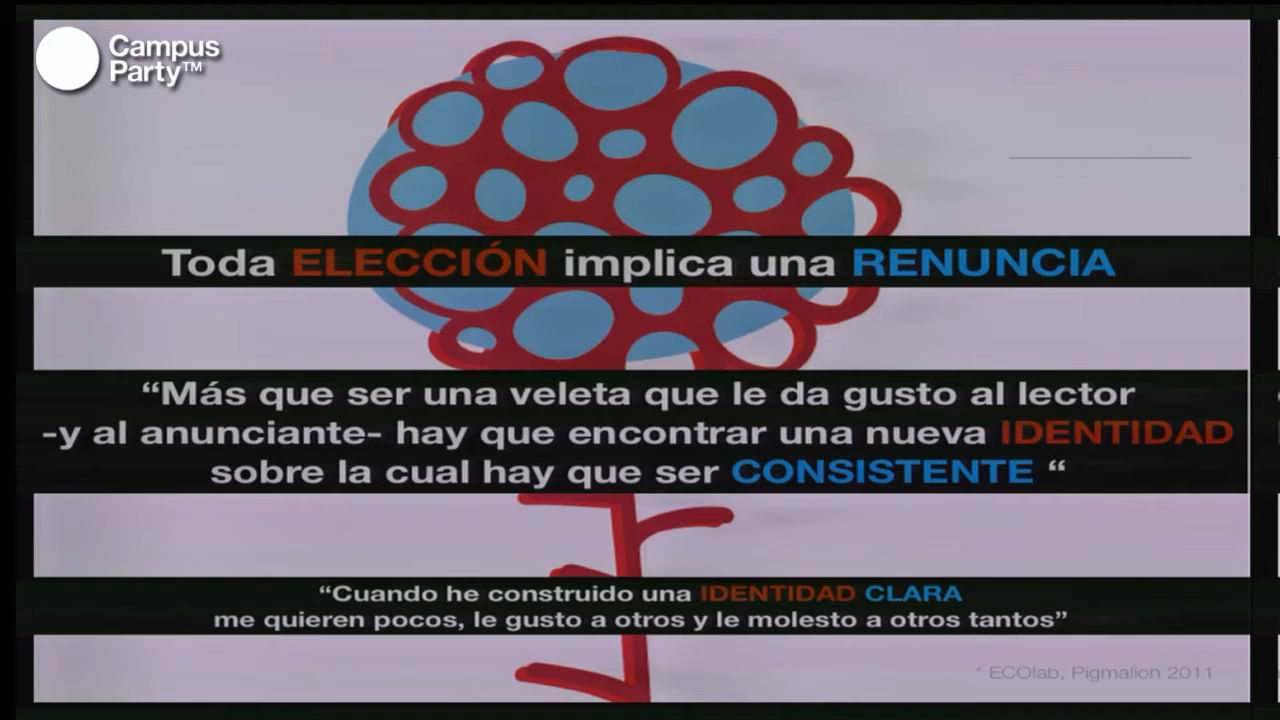 Campus
Party™
Toda ELECCIÓN implica una RENUNCIA
“Más que ser una veleta que le da gusto al lector
-y al anunciante- hay que encontrar una nueva IDENTIDAD
sobre la cual hay que ser CONSISTENTE “
“Cuando he construido una IDENTIDAD CLARA
me quieren pocos, le gusto a otros y le molesto a otros tantos”
* ECOlab, Pigmalion 2011